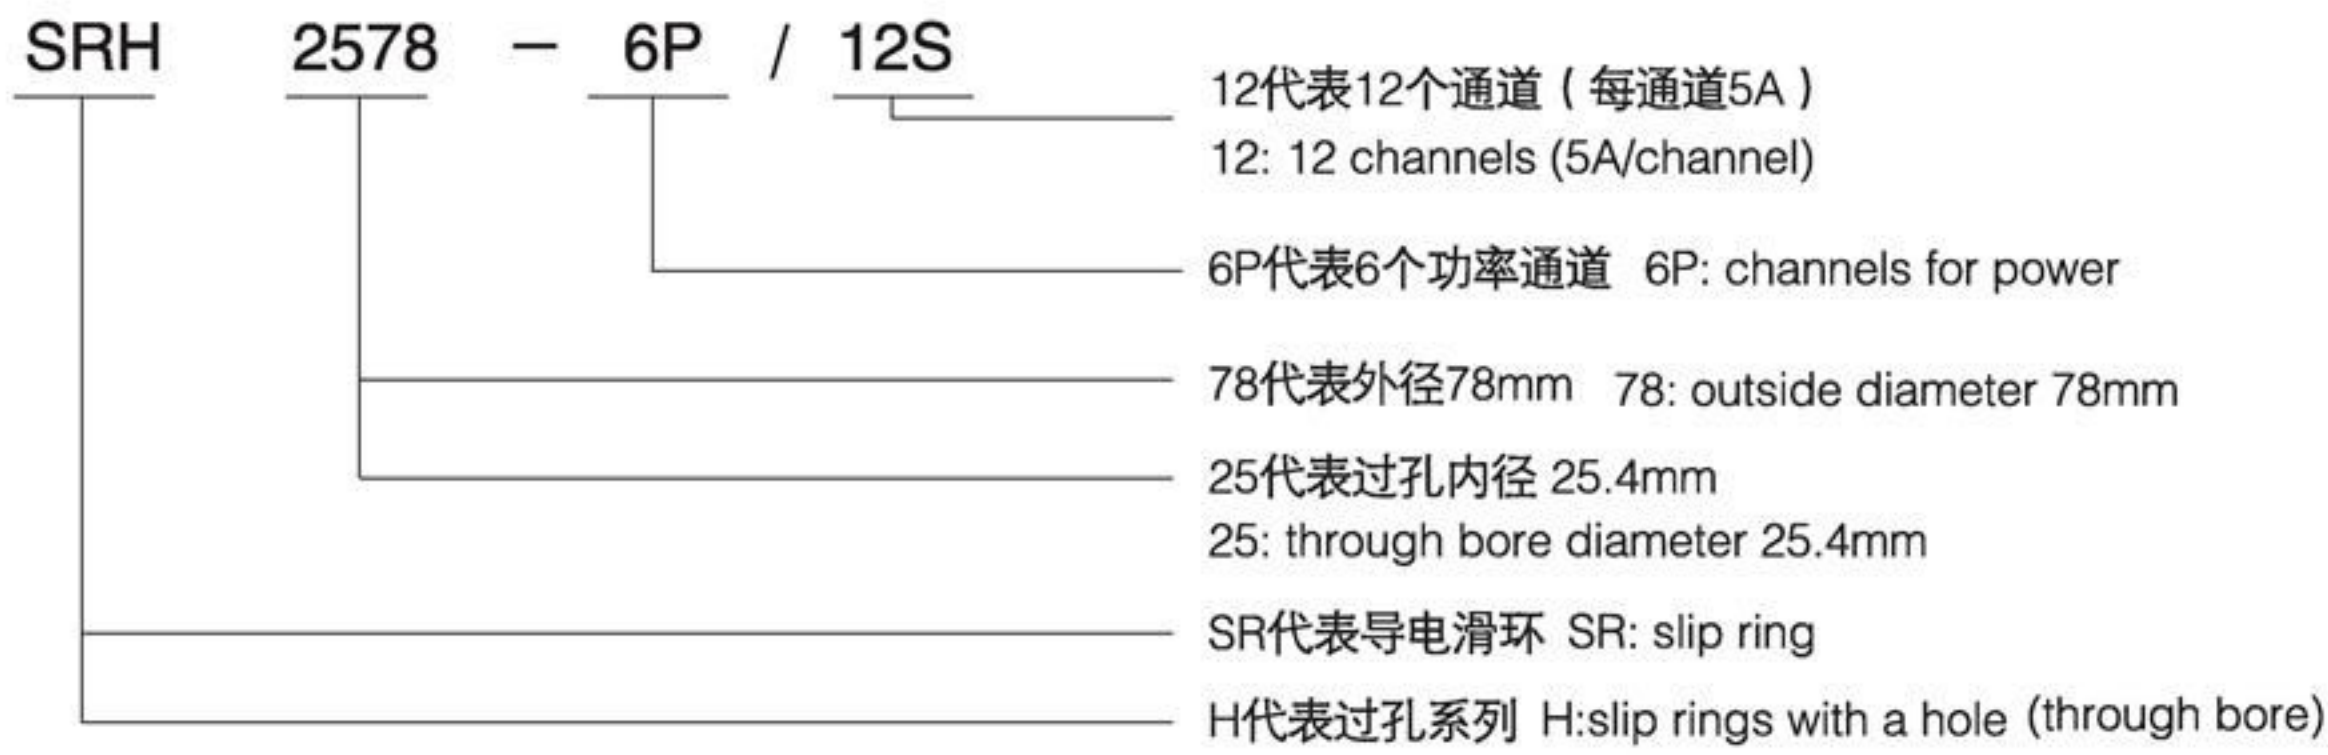 SRH 2578 – 6P / 12S
12代表12个通道（每通道5A）
12: 12 channels (5A/channel)
6P代表6个功率通道 6P: channels for power
78代表外径78mm 78: outside diameter 78mm
25代表过孔内径 25.4mm
25: through bore diameter 25.4mm
SR代表导电滑环 SR: slip ring
H代表过孔系列 H:slip rings with a hole (through bore)